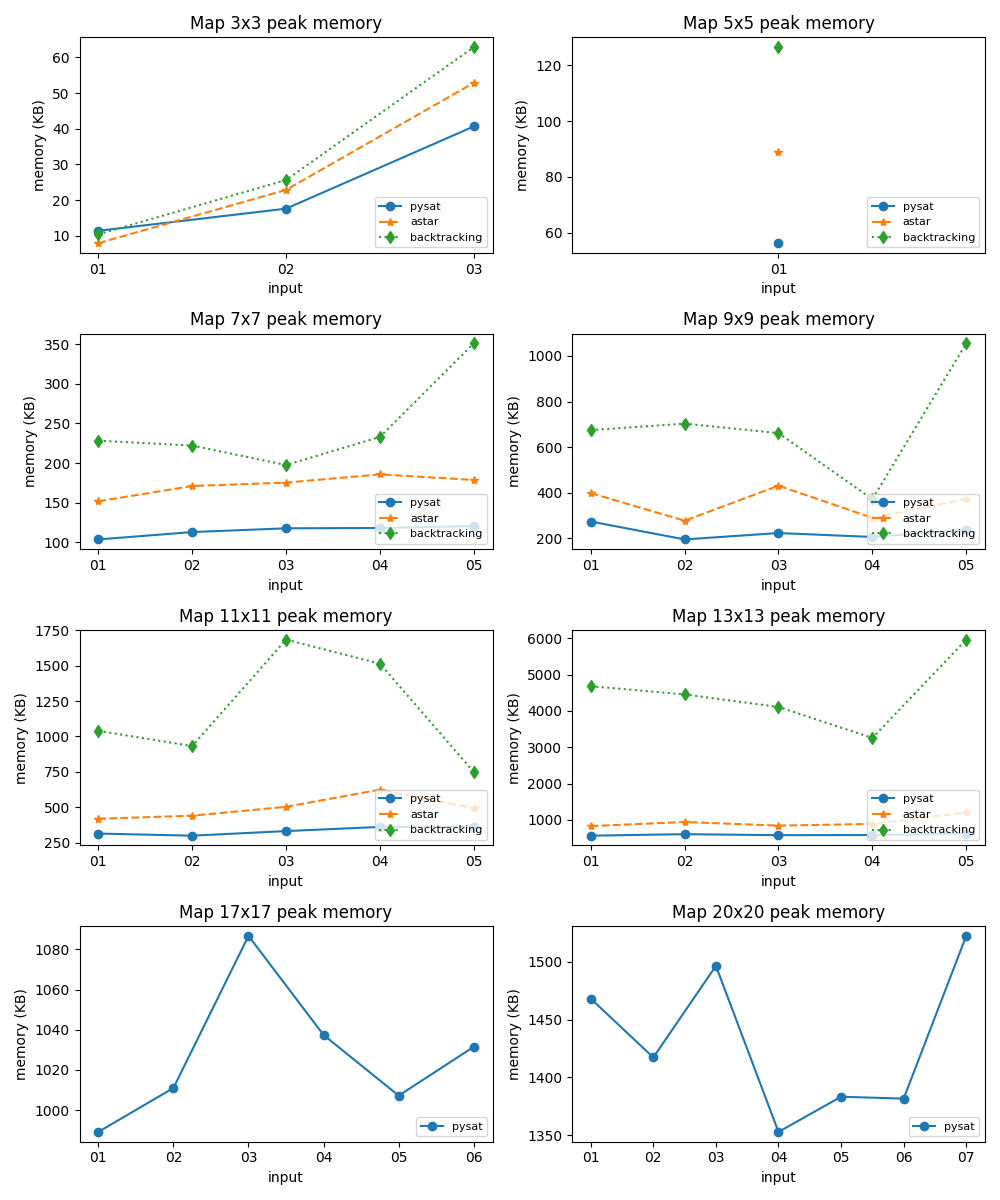 Map 3x3 peak memory
memory (KB)
60
50
40
30
20
10
01 02 03
input
pysat
astar
backtracking
Map 5x5 peak memory
memory (KB)
120
100
80
60
01
input
pysat
astar
backtracking
Map 7x7 peak memory
memory (KB)
350
300
250
200
150
100
01 02 03 04 05
input
pysat
astar
backtracking
Map 9x9 peak memory
memory (KB)
1000
800
600
400
200
01 02 03 04 05
input
pysat
astar
backtracking
Map 11x11 peak memory
memory (KB)
1750
1500
1250
1000
750
500
250
01 02 03 04 05
input
pysat
astar
backtracking
Map 13x13 peak memory
memory (KB)
6000
5000
4000
3000
2000
1000
01 02 03 04 05
input
pysat
astar
backtracking
Map 17x17 peak memory
memory (KB)
1080
1060
1040
1020
1000
01 02 03 04 05 06
input
pysat
Map 20x20 peak memory
memory (KB)
1500
1450
1400
1350
01 02 03 04 05 06 07
input
pysat